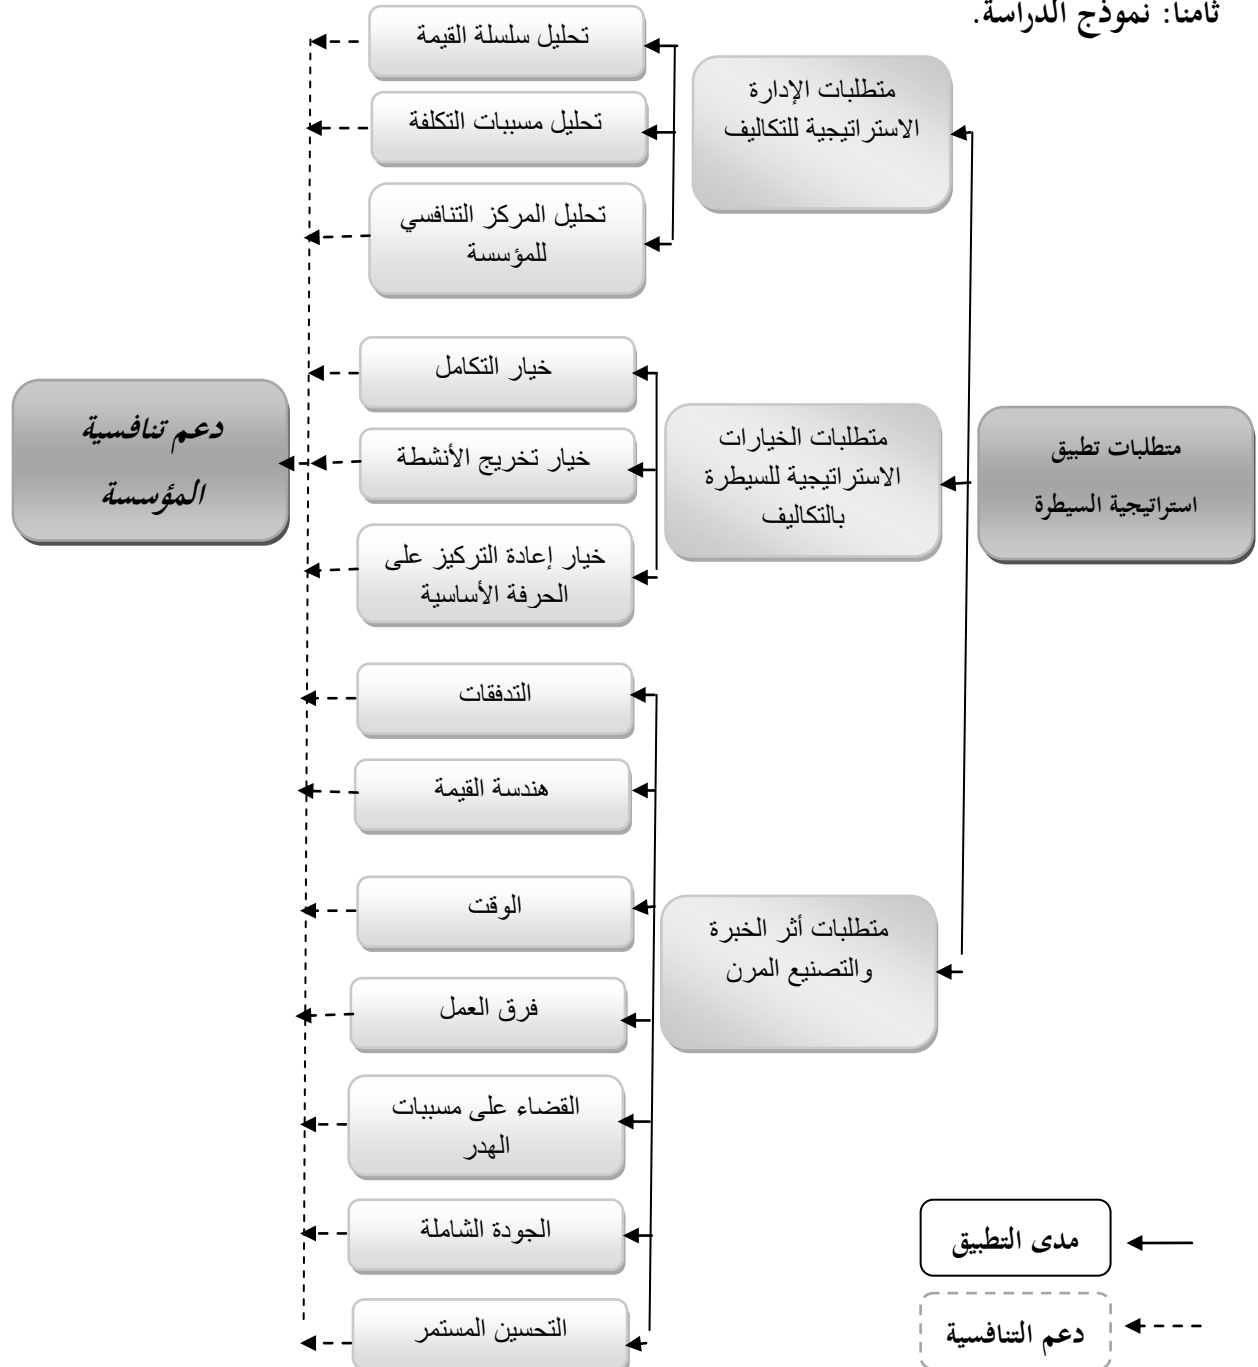 ثامنا: نموذج الدراسة.
متطلبات تطبيق
استراتيجية السيطرة
متطلبات الإدارة
الاستراتيجية للتكاليف
تحليل سلسلة القيمة
تحليل مسببات التكلفة
تحليل المركز التنافسي
للمؤسسة
متطلبات الخيارات
الاستراتيجية للسيطرة
بالتكاليف
خيار التكامل
خيار تخريج الأنشطة
خيار إعادة التركيز على
الحرفة الأساسية
متطلبات أثر الخبرة
والتصنيع المرن
التدفقات
هندسة القيمة
الوقت
فرق العمل
القضاء على مسببات
الهدر
الجودة الشاملة
التحسين المستمر
دعم تنافسية
المؤسسة
مدى التطبيق
دعم التنافسية